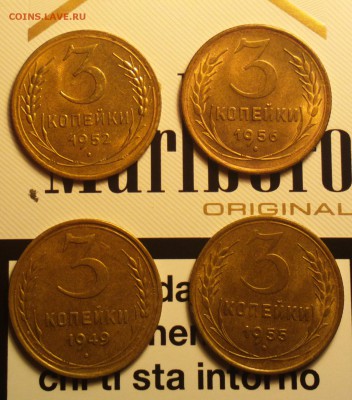 COINS.LAVE.RU
3
КОПЕЙКИ
1952
3
КОПЕЙКИ
1956
Marlboro
ORIGINAL
3
КОПЕЙКИ
1949
3
КОПЕЙКИ
1955
da
chi ti sta intorno